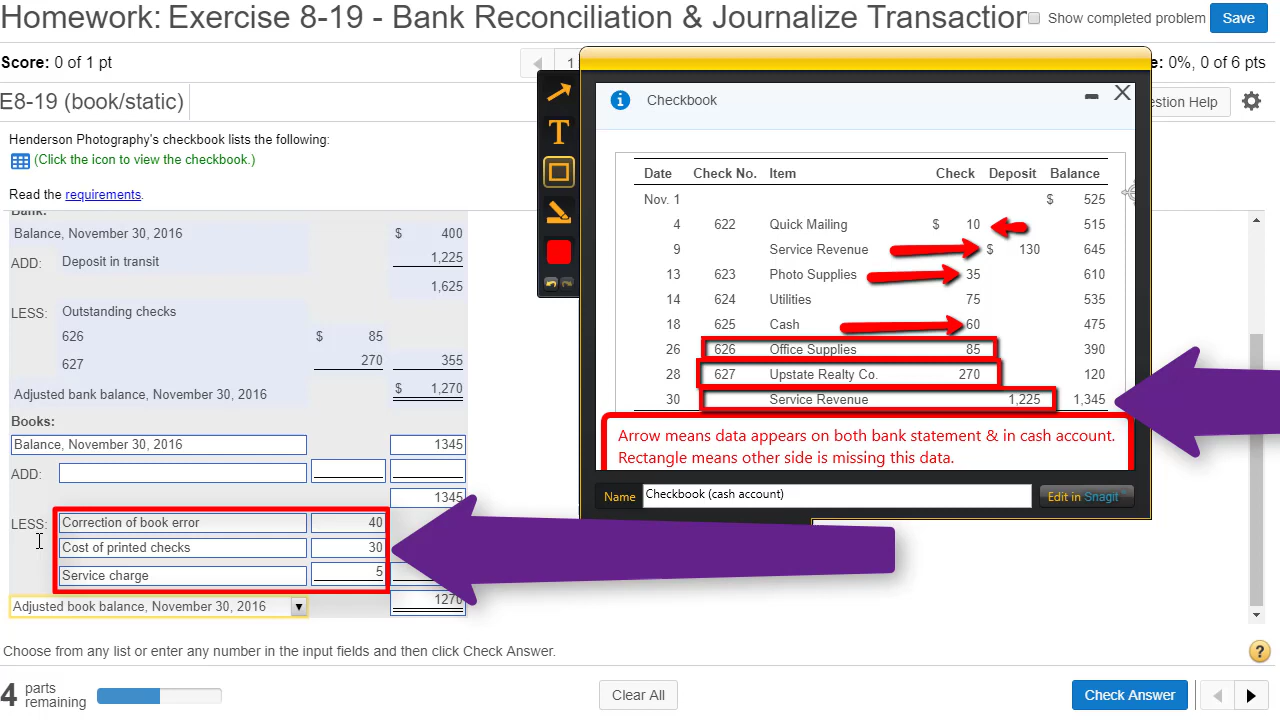 Homework: Exercise 8-19 - Bank Reconciliation & Journalize Transaction
Show completed problem
Save
Score: 0 of 1 pt
1
e: 0%, 0 of 6 pts
E8-19 (book/static)
estion Help
Henderson Photography's checkbook lists the following:
(Click the icon to view the checkbook.)
Read the requirements.
Bank:
Balance, November 30, 2016 $ 400
ADD: Deposit in transit 1,225
1,625
LESS: Outstanding checks
626 $ 85
627 270 355
Adjusted bank balance, November 30, 2016 $ 1,270
Books:
Balance, November 30, 2016 1345
ADD:
1345
LESS: Correction of book error 40
Cost of printed checks 30
Service charge 5
Adjusted book balance, November 30, 2016 1270
T
Checkbook
Date Check No. Item Check Deposit Balance
Nov. 1 $ 525
4 622 Quick Mailing $ 10 515
9 Service Revenue $ 130 645
13 623 Photo Supplies 35 610
14 624 Utilities 75 535
18 625 Cash 60 475
26 626 Office Supplies 85 390
28 627 Upstate Realty Co. 270 120
30 Service Revenue 1,225 1,345
Arrow means data appears on both bank statement & in cash account.
Rectangle means other side is missing this data.
Name Checkbook (cash account) Edit in Snagit
Choose from any list or enter any number in the input fields and then click Check Answer.
?
4 parts remaining
Clear All
Check Answer